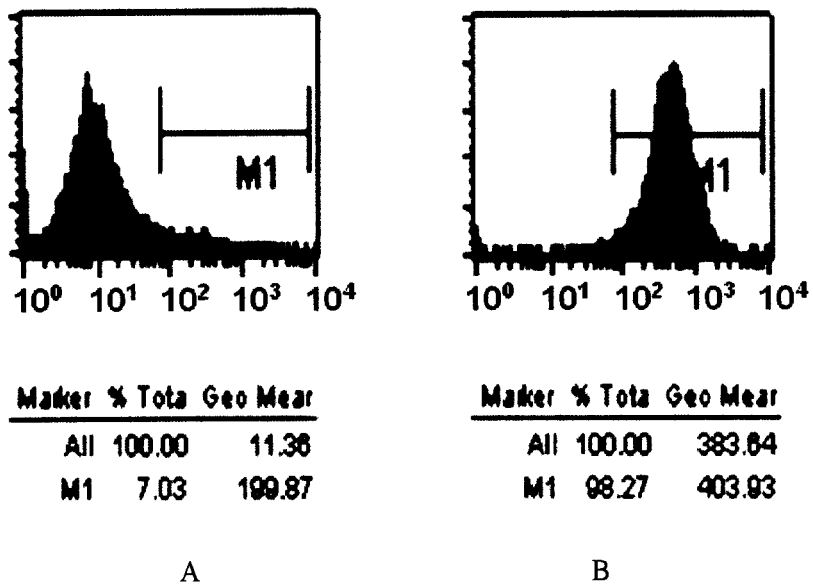 M1
10⁰ 10¹ 10² 10³ 10⁴
Marker % Tota Geo Mear
All 100.00 11.36
M1 7.03 199.87
A
M1
10⁰ 10¹ 10² 10³ 10⁴
Marker % Tota Geo Mear
All 100.00 383.64
M1 98.27 403.93
B